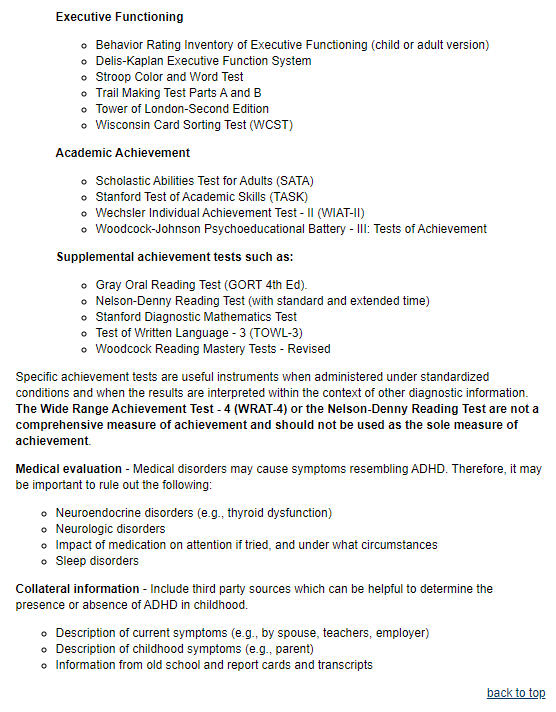 Executive Functioning
Behavior Rating Inventory of Executive Functioning (child or adult version)
Delis-Kaplan Executive Function System
Stroop Color and Word Test
Trail Making Test Parts A and B
Tower of London-Second Edition
Wisconsin Card Sorting Test (WCST)
Academic Achievement
Scholastic Abilities Test for Adults (SATA)
Stanford Test of Academic Skills (TASK)
Wechsler Individual Achievement Test - II (WIAT-II)
Woodcock-Johnson Psychoeducational Battery - III: Tests of Achievement
Supplemental achievement tests such as:
Gray Oral Reading Test (GORT 4th Ed).
Nelson-Denny Reading Test (with standard and extended time)
Stanford Diagnostic Mathematics Test
Test of Written Language - 3 (TOWL-3)
Woodcock Reading Mastery Tests - Revised
Specific achievement tests are useful instruments when administered under standardized
conditions and when the results are interpreted within the context of other diagnostic information.
The Wide Range Achievement Test - 4 (WRAT-4) or the Nelson-Denny Reading Test are not a
comprehensive measure of achievement and should not be used as the sole measure of
achievement.
Medical evaluation - Medical disorders may cause symptoms resembling ADHD. Therefore, it may
be important to rule out the following:
Neuroendocrine disorders (e.g., thyroid dysfunction)
Neurologic disorders
Impact of medication on attention if tried, and under what circumstances
Sleep disorders
Collateral information - Include third party sources which can be helpful to determine the
presence or absence of ADHD in childhood.
Description of current symptoms (e.g., by spouse, teachers, employer)
Description of childhood symptoms (e.g., parent)
Information from old school and report cards and transcripts
back to top